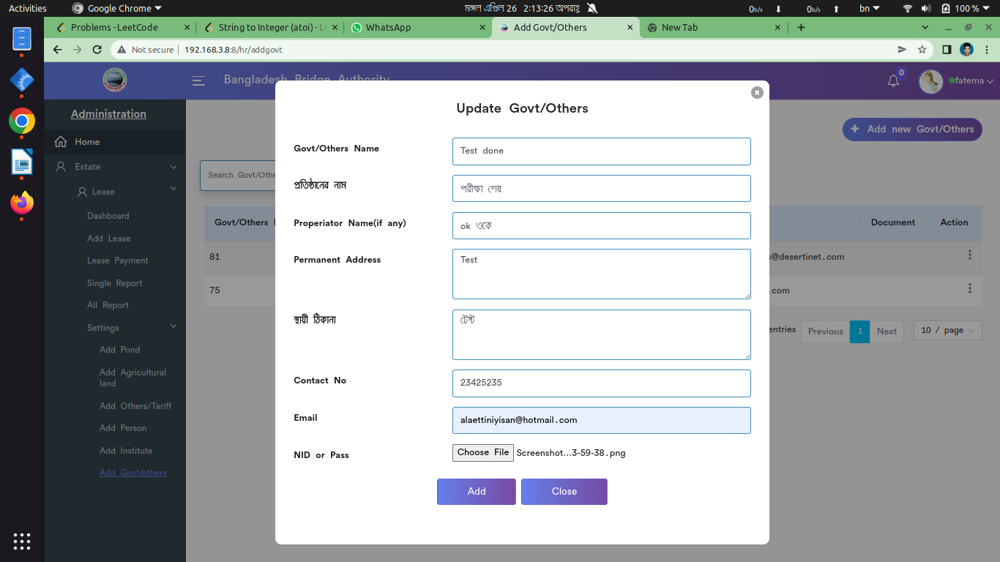 Activities Google Chrome মঙ্গল এপ্রিল 26 2:13:26 অপরাহ্ণ 0b/s 0b/s bn 100 %
Problems - LeetCode String to Integer (atoi) - L WhatsApp Add Govt/Others New Tab
Not secure 192.168.3.8:8/hr/addgovt
Bangladesh Bridge Authority 0 fatema
Administration
Home
Estate
Lease
Dashboard
Add Lease
Lease Payment
Single Report
All Report
Settings
Add Pond
Add Agricultural
land
Add Others/Tariff
Add Person
Add Institute
Add Govt/others
Add new Govt/Others
Search Govt/Othe
Govt/Others Document Action
81 s@desertinet.com
75 .com
entries Previous 1 Next 10 / page
Update Govt/Others
Govt/Others Name Test done
প্রতিষ্ঠানের নাম পরীক্ষা শেষ
Properiator Name(if any) ok ওকে
Permanent Address Test
স্থায়ী ঠিকানা টেস্ট
Contact No 23425235
Email alaettiniyisan@hotmail.com
NID or Pass Choose File Screenshot...3-59-38.png
Add Close